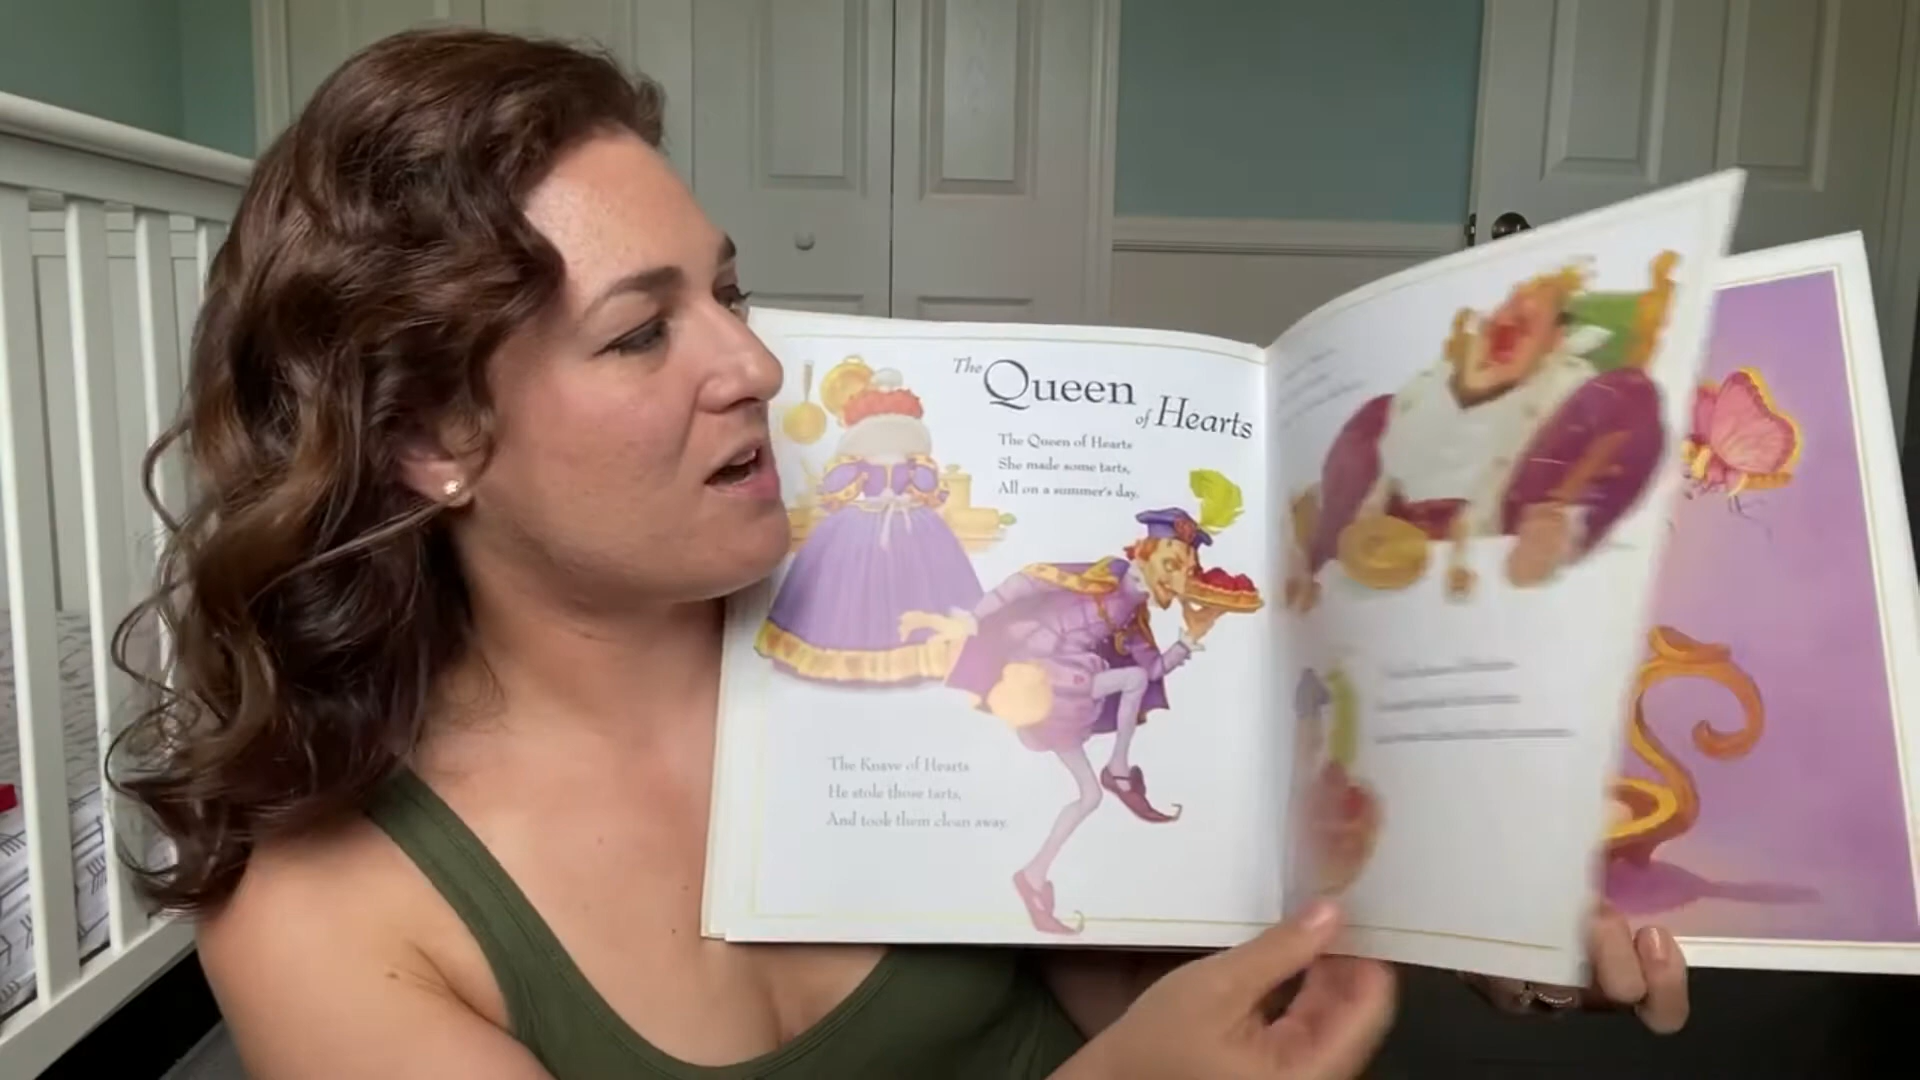 The Queen
of Hearts
The Queen of Hearts
She made some tarts,
All on a summer's day.
The Knave of Hearts
He stole those tarts,
And took them clean away.